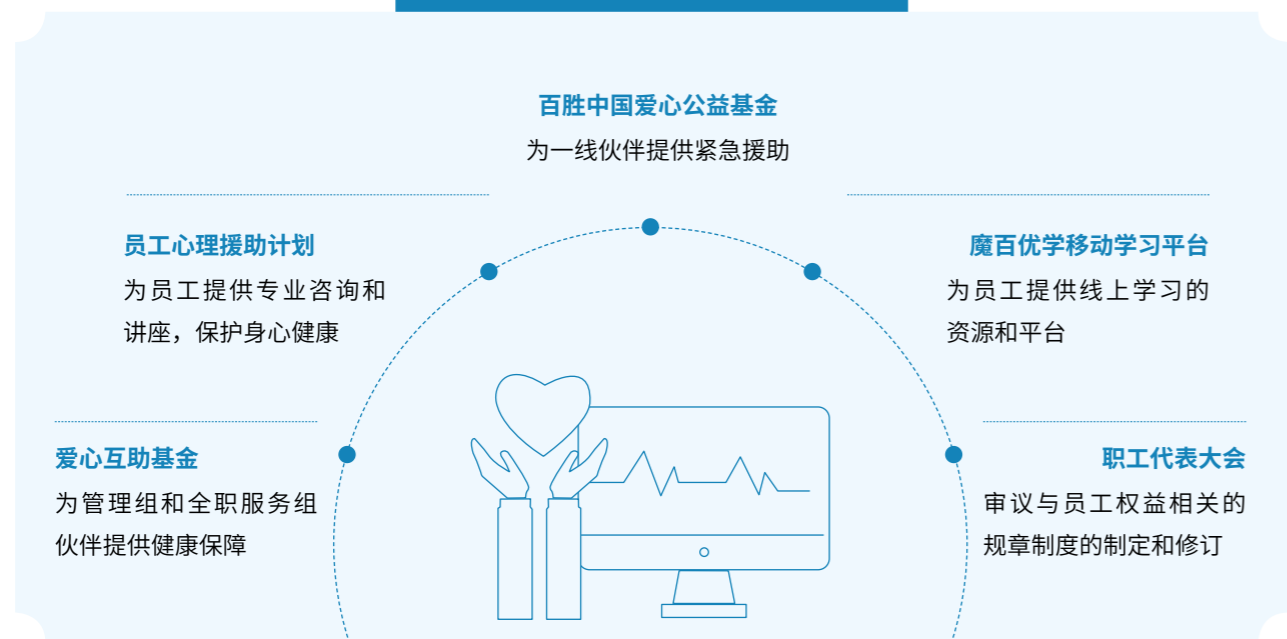 百胜中国爱心公益基金
为一线伙伴提供紧急援助
员工心理援助计划
为员工提供专业咨询和
讲座，保护身心健康
魔百优学移动学习平台
为员工提供线上学习的
资源和平台
爱心互助基金
为管理组和全职服务组
伙伴提供健康保障
职工代表大会
审议与员工权益相关的
规章制度的制定和修订